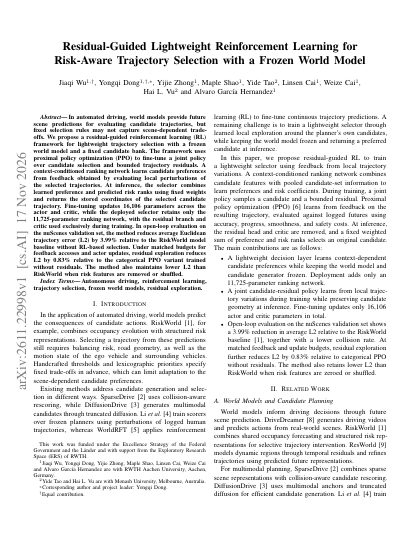 Residual-Guided Lightweight Reinforcement Learning for
Risk-Aware Trajectory Selection with a Frozen World Model
Jiaqi Wu¹,†, Yongqi Dong¹,†,*, Yijie Zhong¹, Maple Shao¹, Yide Tao², Linsen Cai¹, Weize Cai¹,
Hai L. Vu² and Alvaro García Hernandez¹
arXiv:2611.22998v1 [cs.AI] 17 Nov 2026
Abstract—In automated driving, world models provide future
scene predictions for evaluating candidate trajectories, but
fixed selection rules may not capture scene-dependent trade-
offs. We propose a residual-guided reinforcement learning (RL)
framework for lightweight trajectory selection with a frozen
world model and a fixed candidate bank. The framework uses
proximal policy optimization (PPO) to fine-tune a joint policy
over candidate selection and bounded trajectory residuals. A
context-conditioned ranking network learns candidate preferences
from feedback obtained by evaluating local perturbations of
the selected trajectories. At inference, the selector combines
learned preference and predicted risk ranks using fixed weights
and returns the stored coordinates of the selected candidate
trajectory. Fine-tuning updates 16,106 parameters across the
actor and critic, while the deployed selector retains only the
11,725-parameter ranking network, with the residual branch and
critic used exclusively during training. In open-loop evaluation
on the nuScenes validation set, the method reduces average Euclidean
trajectory error (L2) by 3.99% relative to the RiskWorld model
baseline without RL-based selection. Under matched budgets for
feedback accesses and actor updates, residual exploration reduces
L2 by 0.83% relative to the categorical PPO variant trained
without residuals. The method also maintains lower L2 than
RiskWorld when risk features are removed or shuffled.
Index Terms—Autonomous driving, reinforcement learning,
trajectory selection, frozen world models, residual exploration.
I. INTRODUCTION
In the application of automated driving, world models predict
the consequences of candidate actions. RiskWorld [1], for
example, combines occupancy evolution with structured risk
representations. Selecting a trajectory from these predictions
still requires balancing risk, road geometry, as well as the
motion state of the ego vehicle and surrounding vehicles.
Handcrafted thresholds and lexicographic priorities specify
fixed trade-offs in advance, which can limit adaptation to the
scene-dependent candidate preferences.
Existing methods address candidate generation and selec-
tion in different ways. SparseDrive [2] uses collision-aware
rescoring, while DiffusionDrive [3] generates multimodal
candidates through truncated diffusion. Li et al. [4] train scorers
over frozen planners using perturbations of logged human
trajectories, whereas WorldRFT [5] applies reinforcement
This work was funded under the Excellence Strategy of the Federal
Government and the Länder and with support from the Exploratory Research
Space (ERS) of RWTH
¹Jiaqi Wu, Yongqi Dong, Yijie Zhong, Maple Shao, Linsen Cai, Weize Cai
and Alvaro Garcia Hernandez are with RWTH Aachen University, Aachen,
Germany;
²Yide Tao and Hai L. Vu are with Monash University, Melbourne, Australia.
*Corresponding author and project leader: Yongqi Dong.
†Equal contribution
learning (RL) to fine-tune continuous trajectory predictions. A
remaining challenge is to train a lightweight selector through
learned local exploration around the planner's own candidates,
while keeping the world model frozen and returning a preferred
candidate at inference.
In this paper, we propose residual-guided RL to train
a lightweight selector using feedback from local trajectory
variations. A context-conditioned ranking network combines
candidate features with pooled candidate-set information to
learn preferences and risk coefficients. During training, a joint
policy samples a candidate and a bounded residual. Proximal
policy optimization (PPO) [6] learns from feedback on the
resulting trajectory, evaluated against logged futures using
accuracy, progress, smoothness, and safety costs. At inference,
the residual head and critic are removed, and a fixed weighted
sum of preference and risk ranks selects an original candidate.
The main contributions are as follows:
• A lightweight decision layer learns context-dependent
candidate preferences while keeping the world model and
candidate generator frozen. Deployment adds only an
11,725-parameter ranking network.
• A joint candidate-residual policy learns from local trajec-
tory variations during training while preserving candidate
geometry at inference. Fine-tuning updates only 16,106
actor and critic parameters in total.
• Open-loop evaluation on the nuScenes validation set shows
a 3.99% reduction in average L2 relative to the RiskWorld
baseline [1], together with a lower collision rate. At
matched feedback and update budgets, residual exploration
further reduces L2 by 0.83% relative to categorical PPO
without residuals. The method also retains lower L2 than
RiskWorld when risk features are zeroed or shuffled.
II. RELATED WORK
A. World Models and Candidate Planning
World models inform driving decisions through future
scene prediction. DriveDreamer [8] generates driving videos
and predicts actions from real-world scenes. RiskWorld [1]
combines shared occupancy forecasting and structured risk rep-
resentations for selective trajectory intervention. ResWorld [9]
models dynamic regions through temporal residuals and refines
trajectories using predicted future representations.
For multimodal planning, SparseDrive [2] combines sparse
scene representations with collision-aware candidate rescoring.
DiffusionDrive [3] uses multimodal anchors and truncated
diffusion for efficient candidate generation. Li et al. [4] train